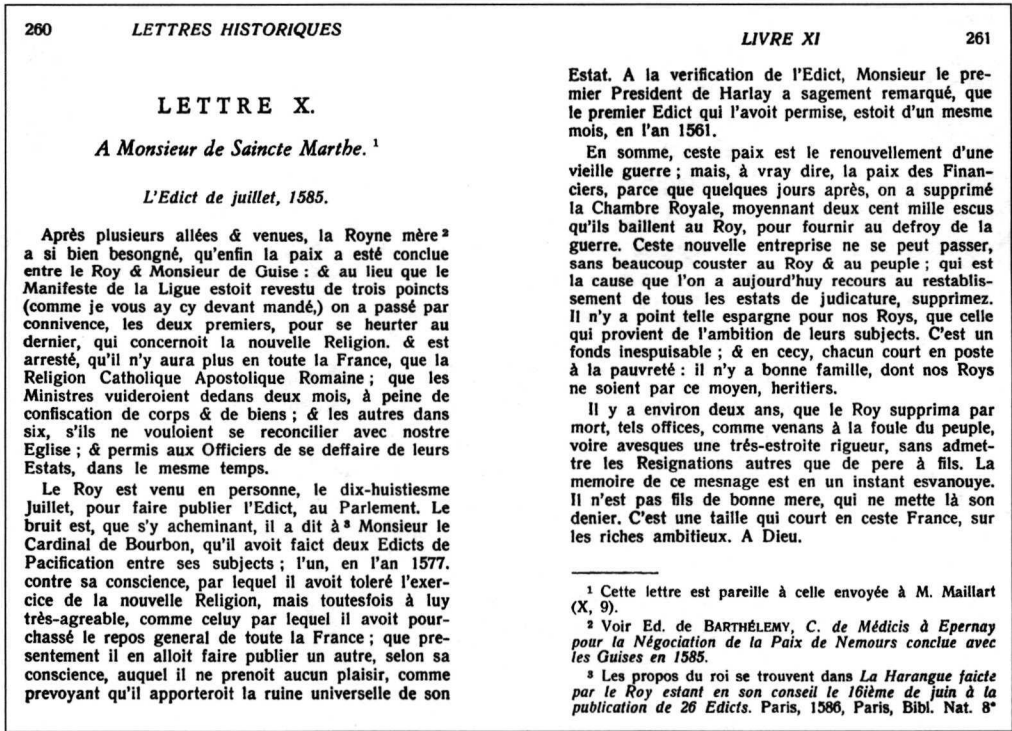 260 LETTRES HISTORIQUES
LETTRE X.
A Monsieur de Saincte Marthe. ¹
L'Edict de juillet, 1585.
Après plusieurs allées & venues, la Royne mère ²
a si bien besongné, qu'enfin la paix a esté conclue
entre le Roy & Monsieur de Guise : & au lieu que le
Manifeste de la Ligue estoit revestu de trois poincts
(comme je vous ay cy devant mandé,) on a passé par
connivence, les deux premiers, pour se heurter au
dernier, qui concernoit la nouvelle Religion. & est
arresté, qu'il n'y aura plus en toute la France, que la
Religion Catholique Apostolique Romaine ; que les
Ministres vuideroient dedans deux mois, à peine de
confiscation de corps & de biens ; & les autres dans
six, s'ils ne vouloient se reconcilier avec nostre
Eglise ; & permis aux Officiers de se deffaire de leurs
Estats, dans le mesme temps.
Le Roy est venu en personne, le dix-huistiesme
Juillet, pour faire publier l'Edict, au Parlement. Le
bruit est, que s'y acheminant, il a dit à ³ Monsieur le
Cardinal de Bourbon, qu'il avoit faict deux Edicts de
Pacification entre ses subjects ; l'un, en l'an 1577.
contre sa conscience, par lequel il avoit toleré l'exer-
cice de la nouvelle Religion, mais toutesfois à luy
très-agreable, comme celuy par lequel il avoit pour-
chassé le repos general de toute la France ; que pre-
sentement il en alloit faire publier un autre, selon sa
conscience, auquel il ne prenoit aucun plaisir, comme
prevoyant qu'il apporteroit la ruine universelle de son
LIVRE XI 261
Estat. A la verification de l'Edict, Monsieur le pre-
mier President de Harlay a sagement remarqué, que
le premier Edict qui l'avoit permise, estoit d'un mesme
mois, en l'an 1561.
En somme, ceste paix est le renouvellement d'une
vieille guerre ; mais, à vray dire, la paix des Finan-
ciers, parce que quelques jours après, on a supprimé
la Chambre Royale, moyennant deux cent mille escus
qu'ils baillent au Roy, pour fournir au defroy de la
guerre. Ceste nouvelle entreprise ne se peut passer,
sans beaucoup couster au Roy & au peuple ; qui est
la cause que l'on a aujourd'huy recours au restablis-
sement de tous les estats de judicature, supprimez.
Il n'y a point telle espargne pour nos Roys, que celle
qui provient de l'ambition de leurs subjects. C'est un
fonds inespuisable ; & en cecy, chacun court en poste
à la pauvreté : il n'y a bonne famille, dont nos Roys
ne soient par ce moyen, heritiers.
Il y a environ deux ans, que le Roy supprima par
mort, tels offices, comme venans à la foule du peuple,
voire avesques une trés-estroite rigueur, sans admet-
tre les Resignations autres que de pere à fils. La
memoire de ce mesnage est en un instant esvanouye.
Il n'est pas fils de bonne mere, qui ne mette là son
denier. C'est une taille qui court en ceste France, sur
les riches ambitieux. A Dieu.
¹ Cette lettre est pareille à celle envoyée à M. Maillart
(X, 9).
² Voir Ed. de BARTHÉLEMY, C. de Médicis à Epernay
pour la Négociation de la Paix de Nemours conclue avec
les Guises en 1585.
³ Les propos du roi se trouvent dans La Harangue faicte
par le Roy estant en son conseil le 16ième de juin à la
publication de 26 Edicts. Paris, 1586, Paris, Bibl. Nat. 8°